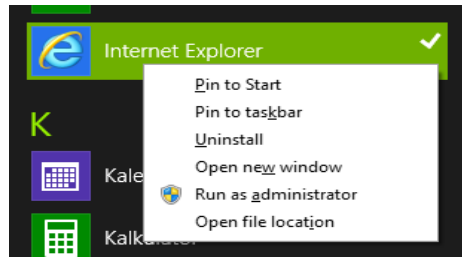 Internet Explorer
Pin to Start
Pin to taskbar
K
Uninstall
Open new window
Kale
Run as administrator
Open file location